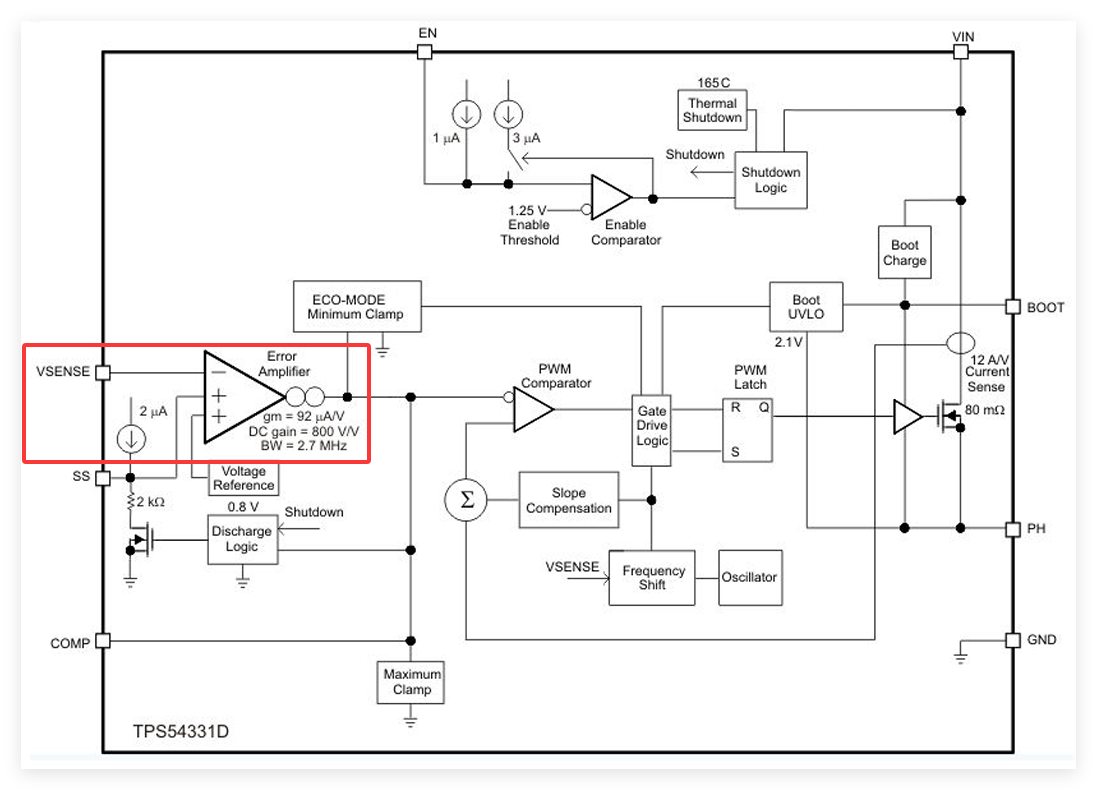 EN
VIN
165C
Thermal
Shutdown
1 µA
3 µA
Shutdown
Shutdown
Logic
1.25 V
Enable
Threshold
Enable
Comparator
Boot
Charge
ECO-MODE
Minimum Clamp
Boot
UVLO
BOOT
2.1V
VSENSE
Error
Amplifier
gm = 92 µA/V
DC gain = 800 V/V
BW = 2.7 MHz
2 µA
PWM
Comparator
PWM
Latch
12 A/V
Current
Sense
80 mΩ
Gate
Drive
Logic
R Q
S
SS
Voltage
Reference
0.8 V
2 kΩ
Shutdown
Discharge
Logic
Σ
Slope
Compensation
PH
VSENSE
Frequency
Shift
Oscillator
COMP
GND
Maximum
Clamp
TPS54331D